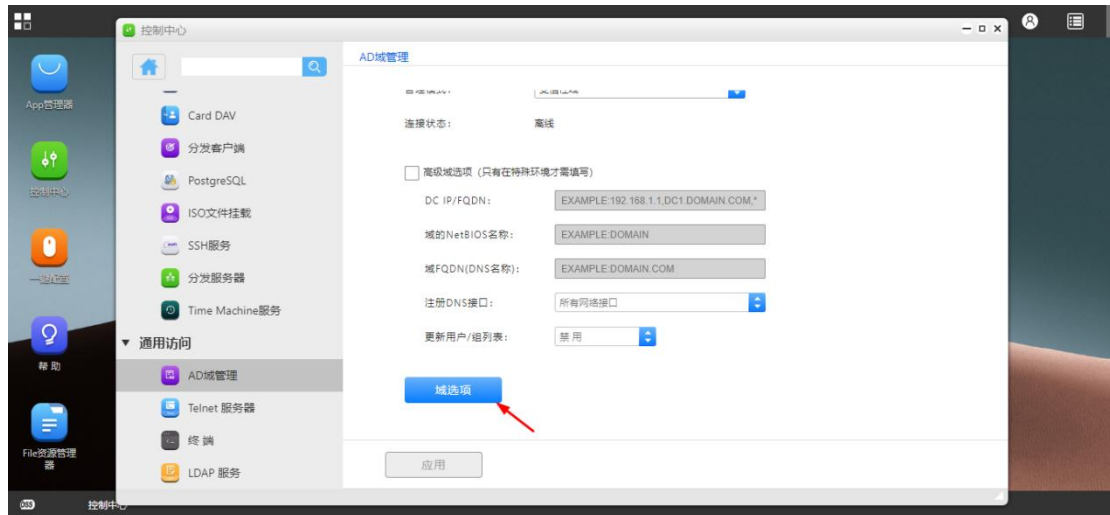 控制中心
AD域管理
App管理器
控制中心
一键配置
帮 助
File资源管理
器
Card DAV
分发客户端
PostgreSQL
ISO文件挂载
SSH服务
分发服务器
Time Machine服务
通用访问
AD域管理
Telnet 服务器
终 端
LDAP 服务
连接状态：
离线
高级域选项（只有在特殊环境才需填写）
DC IP/FQDN：
EXAMPLE:192.168.1.1,DC1.DOMAIN.COM,*
域的NetBIOS名称：
EXAMPLE:DOMAIN
域FQDN(DNS名称)：
EXAMPLE:DOMAIN.COM
注册DNS接口：
所有网络接口
更新用户/组列表：
禁 用
域选项
应用
控制中心